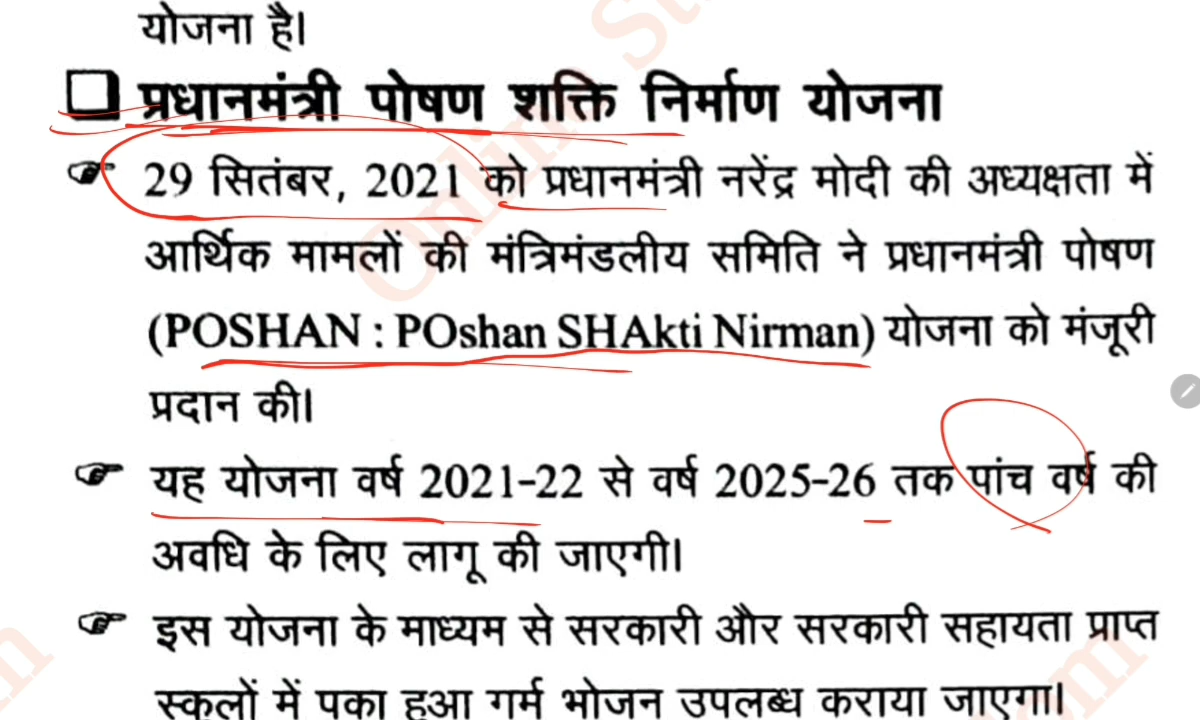 योजना है।
प्रधानमंत्री पोषण शक्ति निर्माण योजना
29 सितंबर, 2021 को प्रधानमंत्री नरेंद्र मोदी की अध्यक्षता में
आर्थिक मामलों की मंत्रिमंडलीय समिति ने प्रधानमंत्री पोषण
(POSHAN : POshan SHAkti Nirman) योजना को मंजूरी
प्रदान की।
यह योजना वर्ष 2021-22 से वर्ष 2025-26 तक पांच वर्ष की
अवधि के लिए लागू की जाएगी।
इस योजना के माध्यम से सरकारी और सरकारी सहायता प्राप्त
स्कूलों में पका हुआ गर्म भोजन उपलब्ध कराया जाएगा।